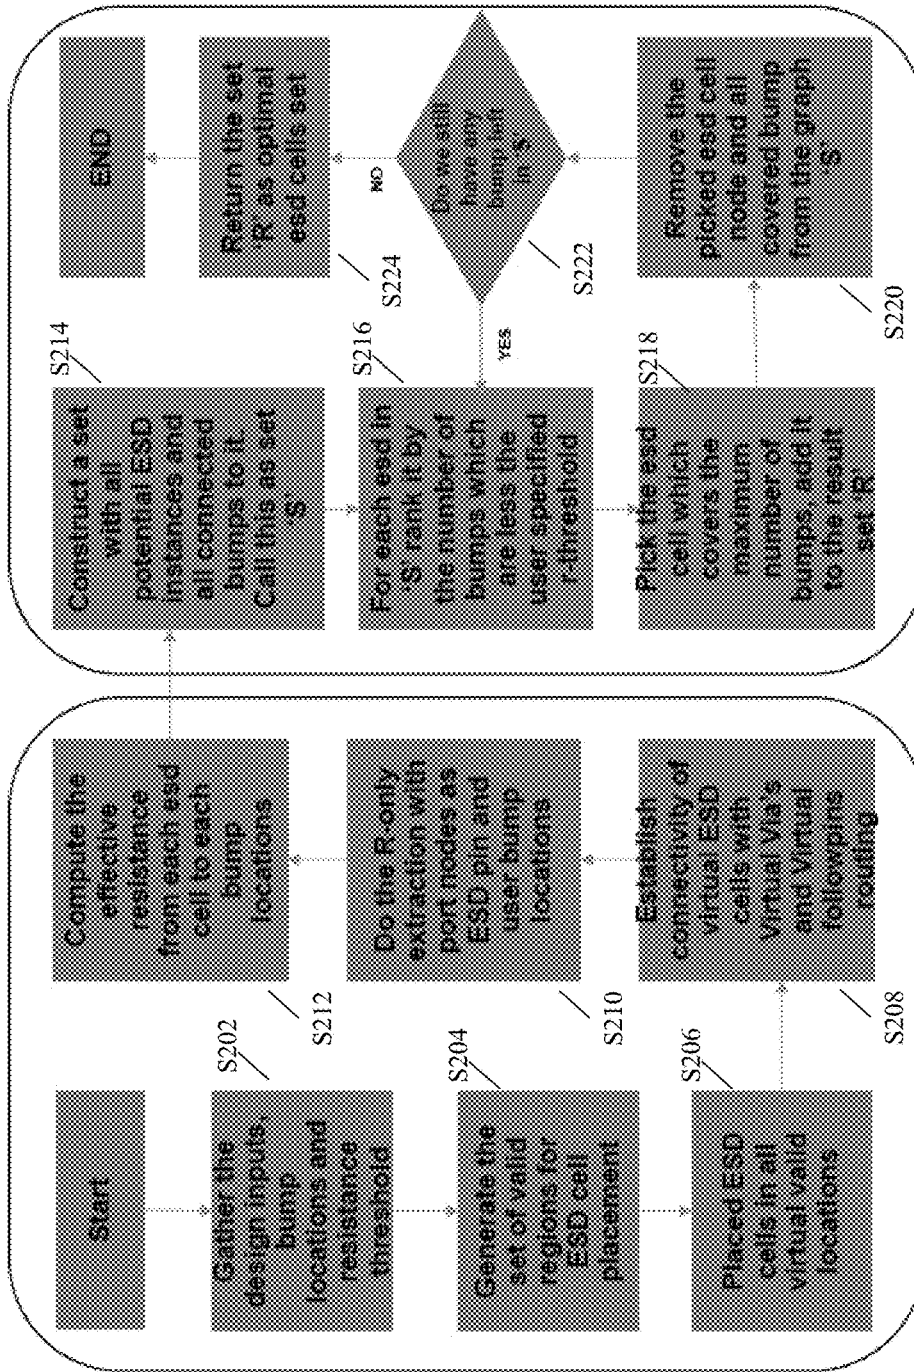 Start
S202
Gather the
design inputs,
bump
locations and
resistance
threshold
S204
Generate the
set of valid
regions for
ESD cell
placement
S206
Placed ESD
cells in all
virtual valid
locations
S208
Establish
connectivity of
virtual ESD
cells with
Virtual Via's
and Virtual
followpins
routing
S210
Do the R-only
extraction with
port nodes as
ESD pin and
user bump
locations
S212
Compute the
effective
resistance
from each esd
cell to each
bump
locations
S214
Construct a set
with all
potential ESD
instances and
all connected
bumps to it.
Call this as set
'S'
S216
For each esd in
'S' rank it by
the number of
bumps which
are less the
user specified
r-threshold
S218
Pick the esd
cell which
covers the
maximum
number of
bumps, add it
to the result
set 'R'
S220
Remove the
picked esd cell
node and all
covered bump
from the graph
'S'
S222
Do we still
have any
bump left
in 'S'
YES
NO
S224
Return the set
'R' as optimal
esd cells set
END